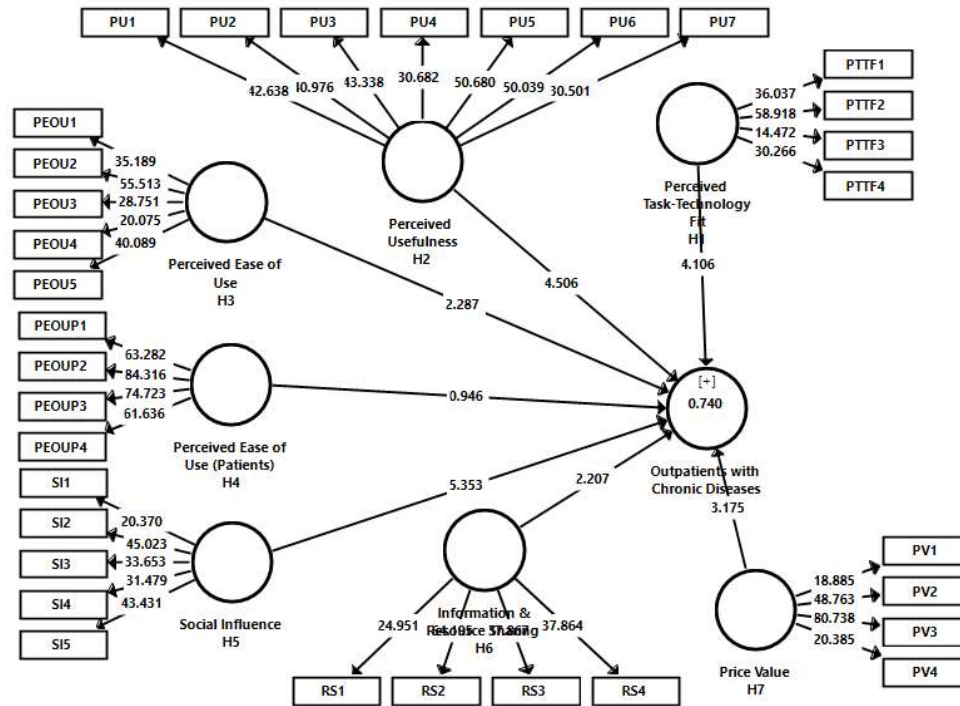 PU1 PU2 PU3 PU4 PU5 PU6 PU7
42.638 40.976 43.338 30.682 50.680 50.039 30.501
Perceived
Usefulness
H2
4.506
PTTF1
PTTF2
PTTF3
PTTF4
36.037
58.918
14.472
30.266
Perceived
Task-Technology
Fit
H1
4.106
PEOU1
PEOU2
PEOU3
PEOU4
PEOU5
35.189
55.513
28.751
20.075
40.089
Perceived Ease of
Use
H3
2.287
PEOUP1
PEOUP2
PEOUP3
PEOUP4
63.282
84.316
74.723
61.636
Perceived Ease of
Use (Patients)
H4
0.946
[+]
0.740
Outpatients with
Chronic Diseases
SI1
SI2
SI3
SI4
SI5
20.370
45.023
33.653
31.479
43.431
Social Influence
H5
5.353
2.207
Information &
Resource Sharing
H6
24.951 37.864
RS1 RS2 RS3 RS4
3.175
PV1
PV2
PV3
PV4
18.885
48.763
80.738
20.385
Price Value
H7